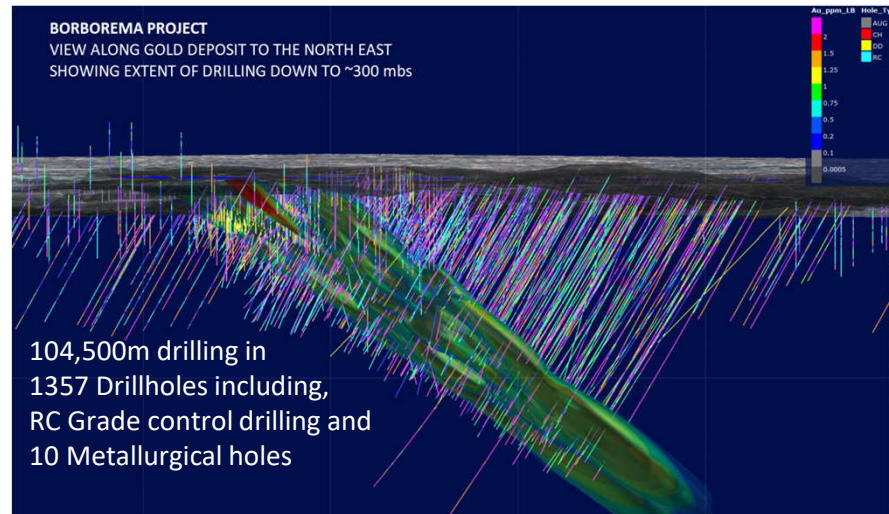 BORBOREMA PROJECT
VIEW ALONG GOLD DEPOSIT TO THE NORTH EAST
SHOWING EXTENT OF DRILLING DOWN TO ~300 mbs
Au_ppm_LB
2
1.5
1.25
1
0.75
0.5
0.2
0.1
0.0005
Hole_Ty
AUG
CH
DD
RC
104,500m drilling in
1357 Drillholes including,
RC Grade control drilling and
10 Metallurgical holes